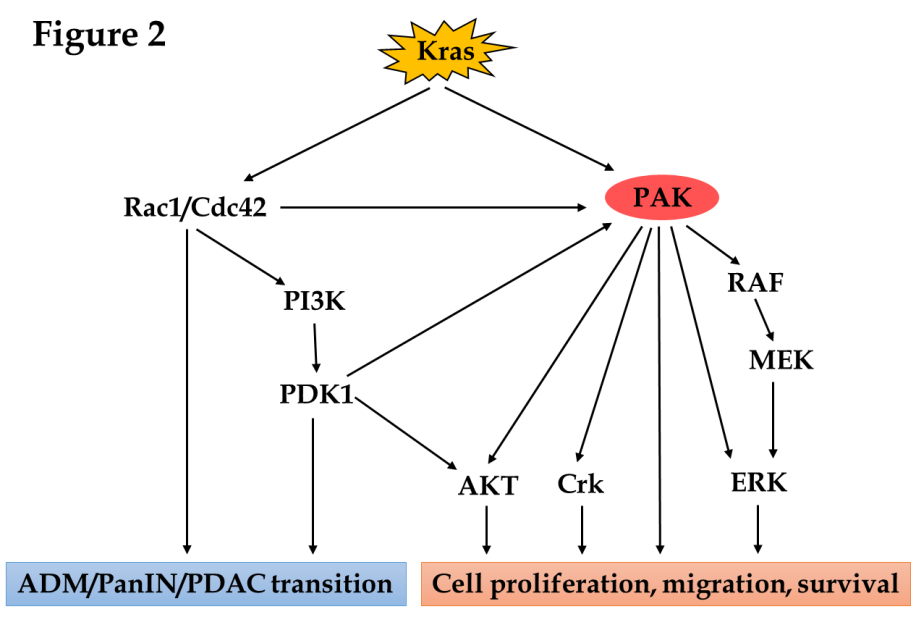 Figure 2
Kras
Rac1/Cdc42
PAK
RAF
PI3K
MEK
PDK1
AKT
Crk
ERK
ADM/PanIN/PDAC transition
Cell proliferation, migration, survival